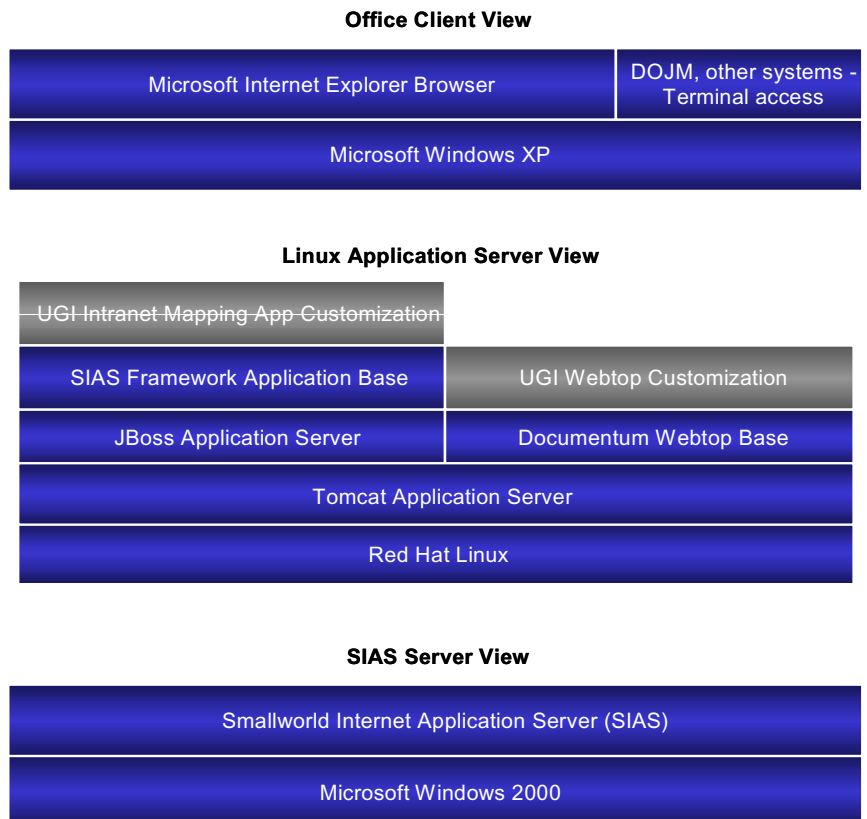 Office Client View
Microsoft Internet Explorer Browser
DOJM, other systems -
Terminal access
Microsoft Windows XP
Linux Application Server View
UGI Intranet Mapping App Customization
SIAS Framework Application Base
UGI Webtop Customization
JBoss Application Server
Documentum Webtop Base
Tomcat Application Server
Red Hat Linux
SIAS Server View
Smallworld Internet Application Server (SIAS)
Microsoft Windows 2000